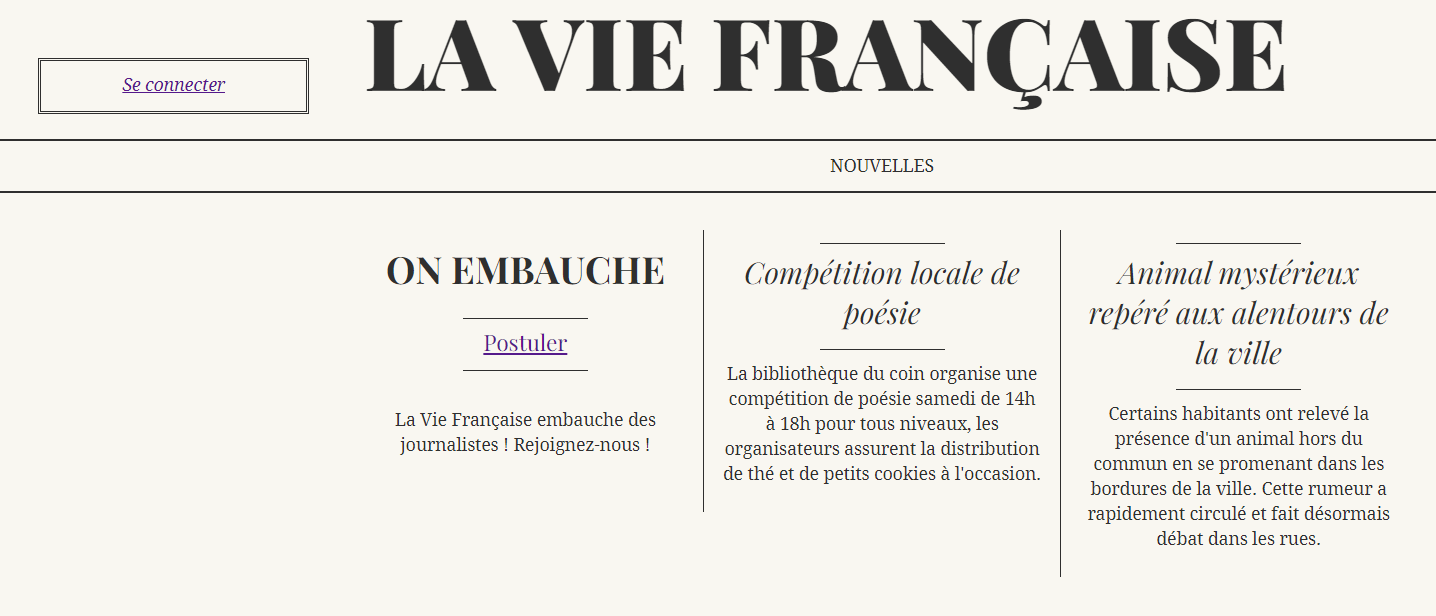 LA VIE FRANÇAISE
Se connecter
NOUVELLES
ON EMBAUCHE
Postuler
La Vie Française embauche des
journalistes ! Rejoignez-nous !
Compétition locale de
poésie
La bibliothèque du coin organise une
compétition de poésie samedi de 14h
à 18h pour tous niveaux, les
organisateurs assurent la distribution
de thé et de petits cookies à l'occasion.
Animal mystérieux
repéré aux alentours de
la ville
Certains habitants ont relevé la
présence d'un animal hors du
commun en se promenant dans les
bordures de la ville. Cette rumeur a
rapidement circulé et fait désormais
débat dans les rues.